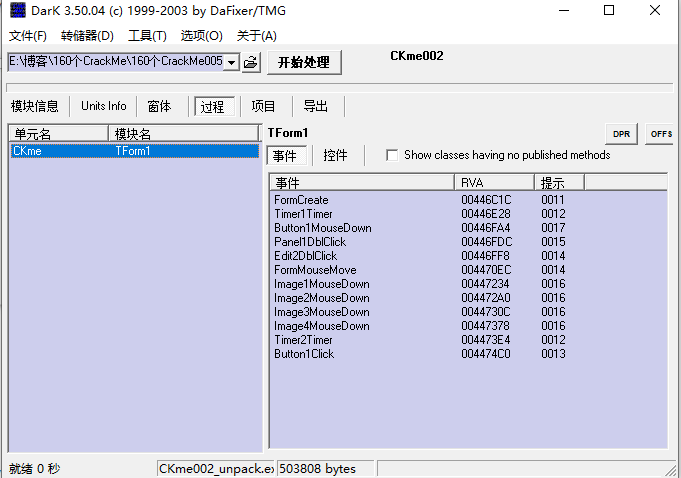 DarK 3.50.04 (c) 1999-2003 by DaFixer/TMG
文件(F) 转储器(D) 工具(T) 选项(O) 关于(A)
E:\博客\160个CrackMe\160个CrackMe005 开始处理 CKme002
模块信息 Units Info 窗体 过程 项目 导出
单元名 模块名
CKme TForm1
TForm1 DPR OFFS
事件 控件 Show classes having no published methods
事件 RVA 提示
FormCreate 00446C1C 0011
Timer1Timer 00446E28 0012
Button1MouseDown 00446FA4 0017
Panel1DblClick 00446FDC 0015
Edit2DblClick 00446FF8 0014
FormMouseMove 004470EC 0014
Image1MouseDown 00447234 0016
Image2MouseDown 004472A0 0016
Image3MouseDown 0044730C 0016
Image4MouseDown 00447378 0016
Timer2Timer 004473E4 0012
Button1Click 004474C0 0013
就绪 0 秒 CKme002_unpack.ex 503808 bytes